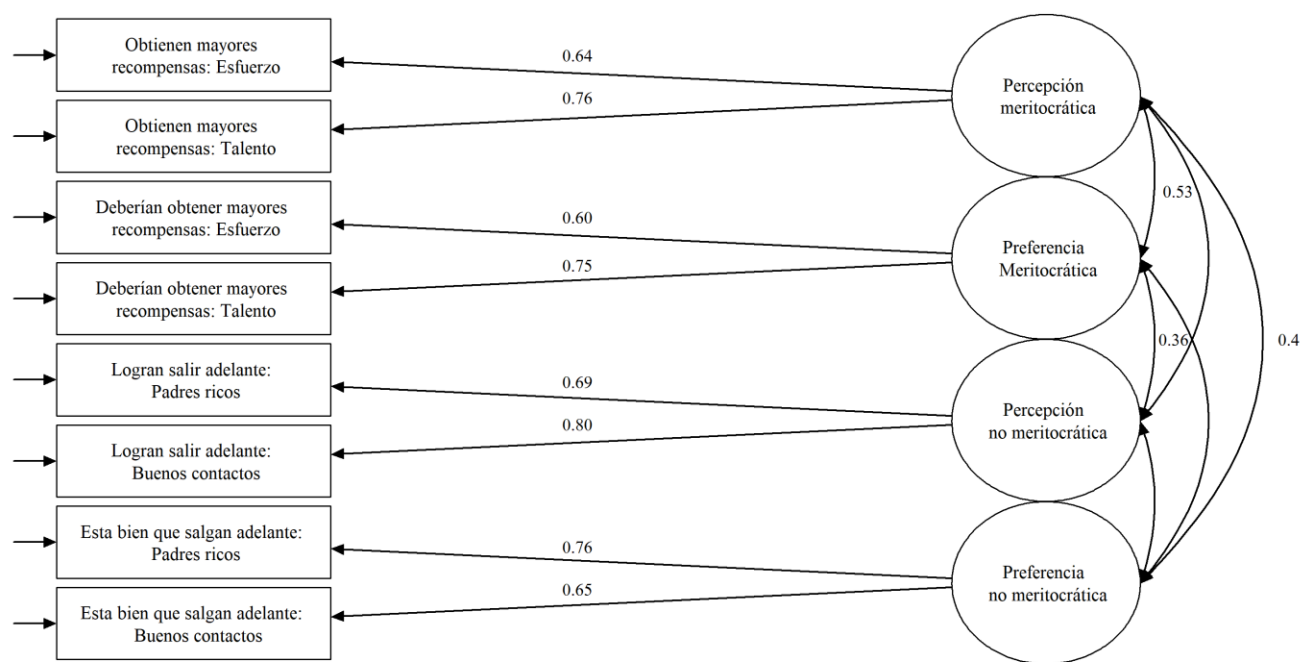 Obtienen mayores
recompensas: Esfuerzo
Obtienen mayores
recompensas: Talento
Deberían obtener mayores
recompensas: Esfuerzo
Deberían obtener mayores
recompensas: Talento
Logran salir adelante:
Padres ricos
Logran salir adelante:
Buenos contactos
Esta bien que salgan adelante:
Padres ricos
Esta bien que salgan adelante:
Buenos contactos
0.64
0.76
0.60
0.75
0.69
0.80
0.76
0.65
Percepción
meritocrática
Preferencia
Meritocrática
Percepción
no meritocrática
Preferencia
no meritocrática
0.53
0.36
0.4